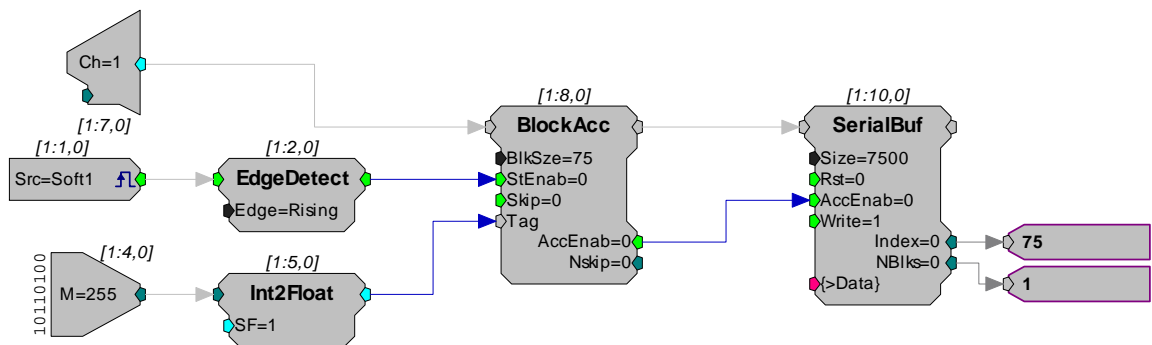 Ch=1
[1:7,0]
[1:1,0]
Src=Soft1
[1:2,0]
EdgeDetect
Edge=Rising
[1:4,0]
10110100
M=255
[1:5,0]
Int2Float
SF=1
[1:8,0]
BlockAcc
BlkSze=75
StEnab=0
Skip=0
Tag
AccEnab=0
Nskip=0
[1:10,0]
SerialBuf
Size=7500
Rst=0
AccEnab=0
Write=1
Index=0
NBlks=0
{>Data}
75
1